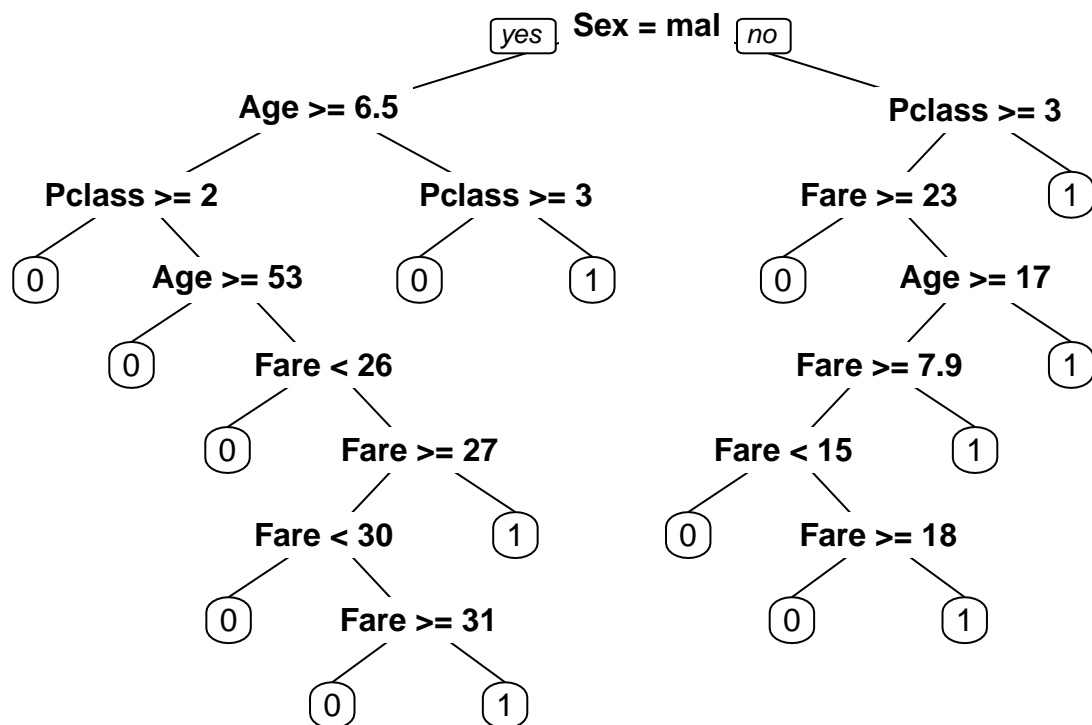 yes Sex = mal no
Age >= 6.5 Pclass >= 3
Pclass >= 2 Pclass >= 3 Fare >= 23 1
0 Age >= 53 0 1 0 Age >= 17
0 Fare < 26 Fare >= 7.9 1
0 Fare >= 27 Fare < 15 1
Fare < 30 1 0 Fare >= 18
0 Fare >= 31 0 1
0 1